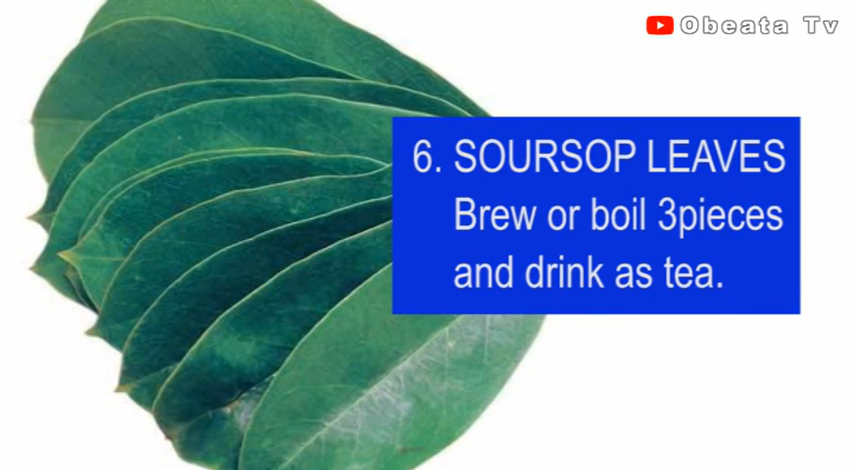 Obeata Tv
6. SOURSOP LEAVES
Brew or boil 3pieces
and drink as tea.